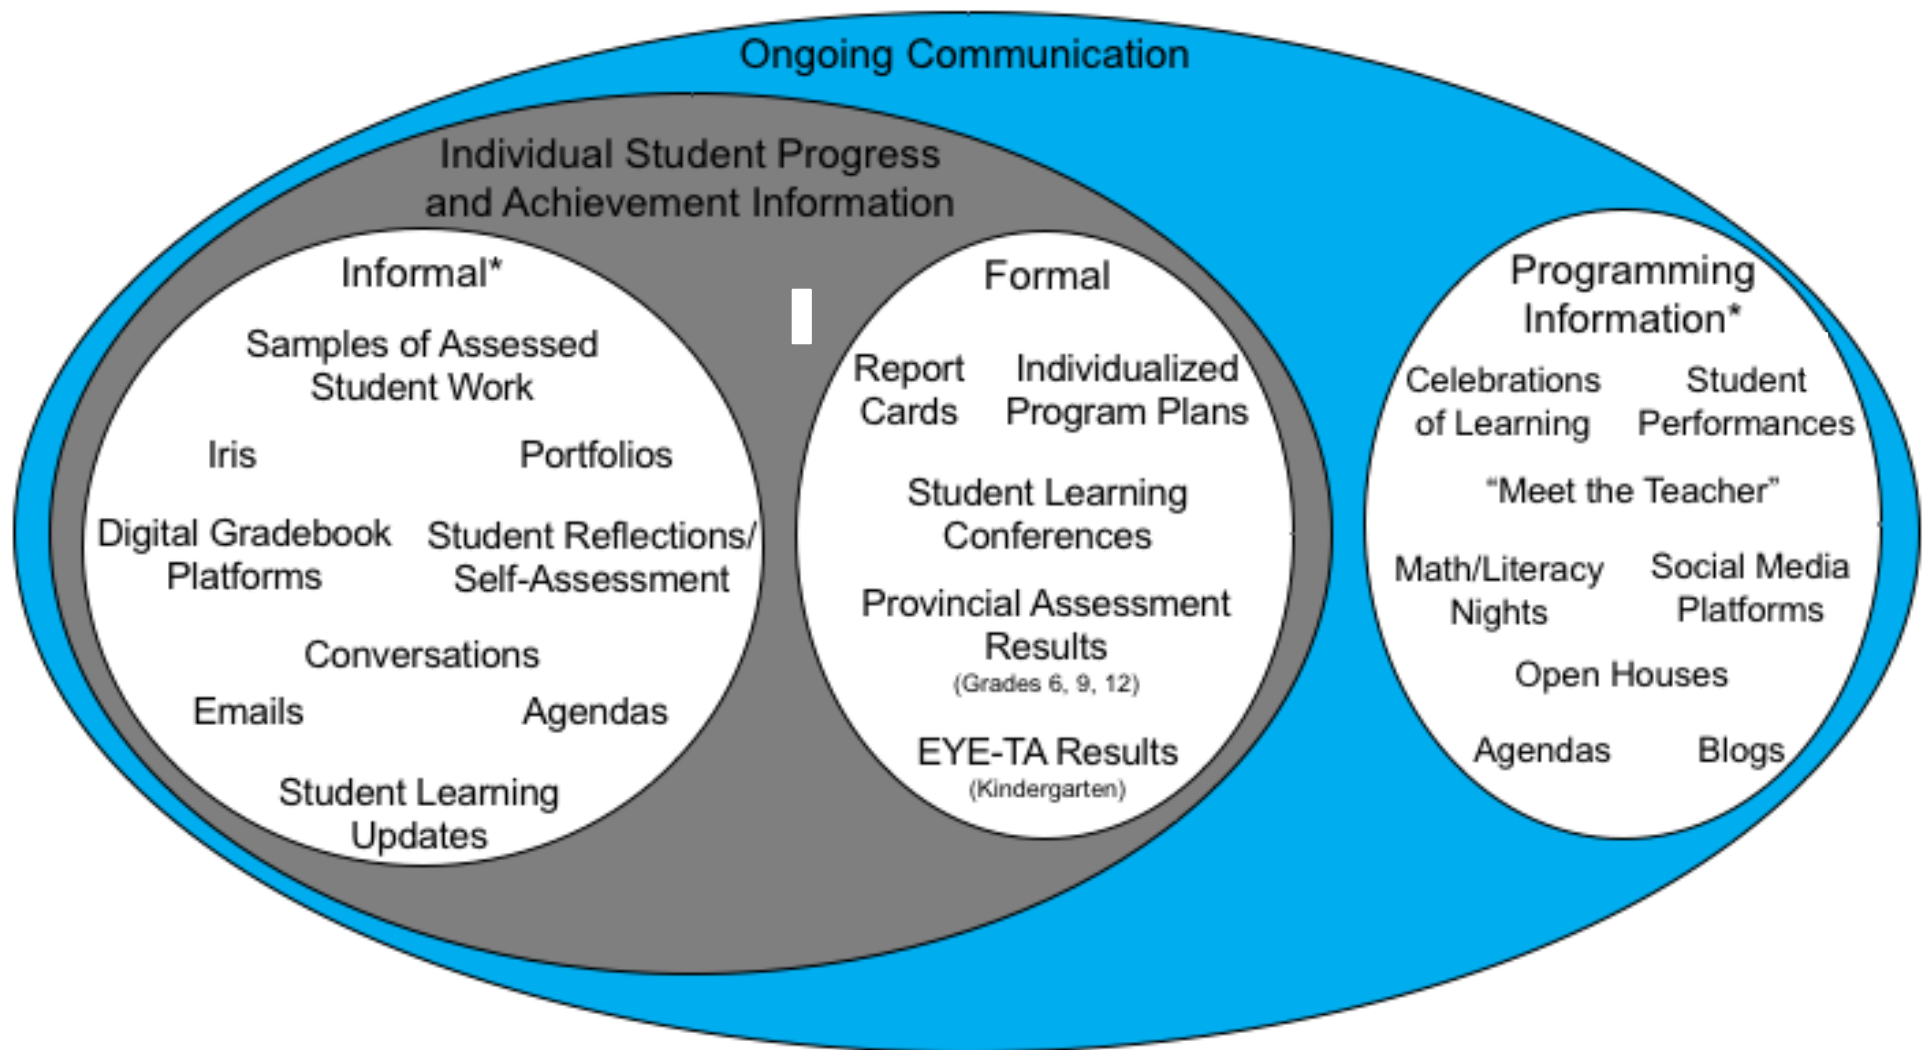 Ongoing Communication
Individual Student Progress
and Achievement Information
Informal*
Samples of Assessed
Student Work
Iris
Portfolios
Digital Gradebook
Platforms
Student Reflections/
Self-Assessment
Conversations
Emails
Agendas
Student Learning
Updates
Formal
Report
Cards
Individualized
Program Plans
Student Learning
Conferences
Provincial Assessment
Results
(Grades 6, 9, 12)
EYE-TA Results
(Kindergarten)
Programming
Information*
Celebrations
of Learning
Student
Performances
“Meet the Teacher”
Math/Literacy
Nights
Social Media
Platforms
Open Houses
Agendas
Blogs